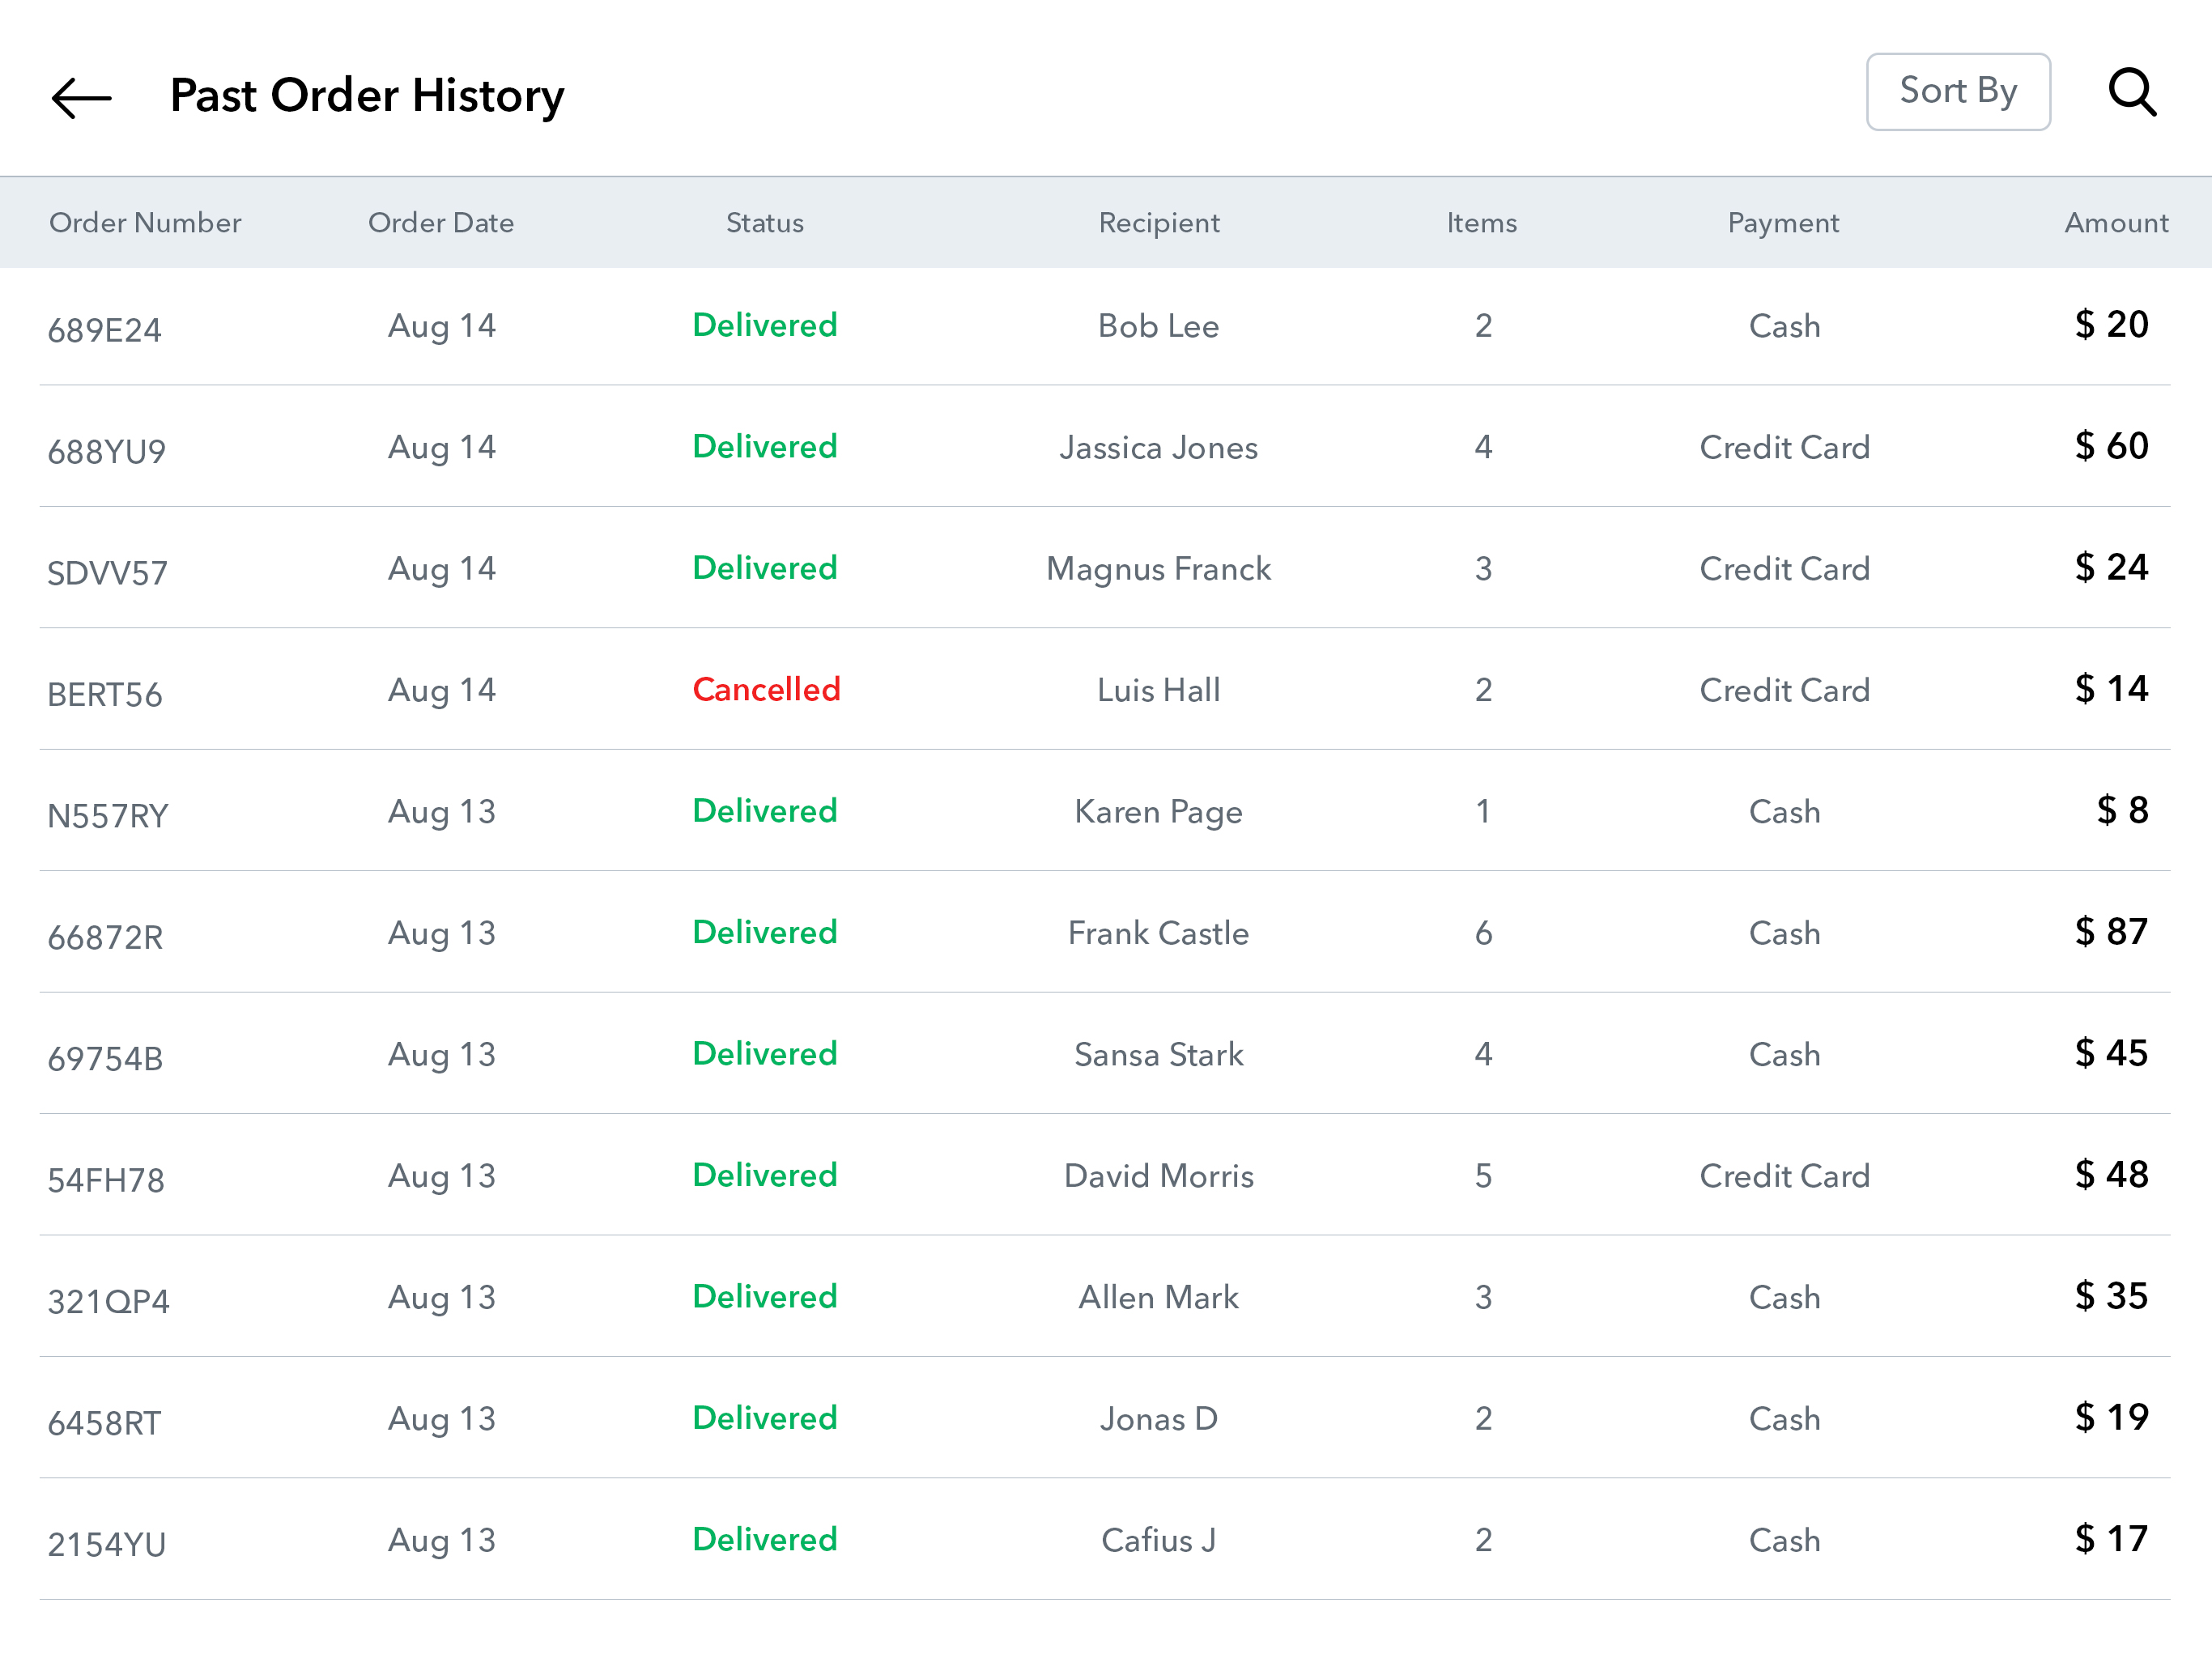 Past Order History
Sort By
Order Number Order Date Status Recipient Items Payment Amount
689E24 Aug 14 Delivered Bob Lee 2 Cash $ 20
688YU9 Aug 14 Delivered Jassica Jones 4 Credit Card $ 60
SDVV57 Aug 14 Delivered Magnus Franck 3 Credit Card $ 24
BERT56 Aug 14 Cancelled Luis Hall 2 Credit Card $ 14
N557RY Aug 13 Delivered Karen Page 1 Cash $ 8
66872R Aug 13 Delivered Frank Castle 6 Cash $ 87
69754B Aug 13 Delivered Sansa Stark 4 Cash $ 45
54FH78 Aug 13 Delivered David Morris 5 Credit Card $ 48
321QP4 Aug 13 Delivered Allen Mark 3 Cash $ 35
6458RT Aug 13 Delivered Jonas D 2 Cash $ 19
2154YU Aug 13 Delivered Cafius J 2 Cash $ 17